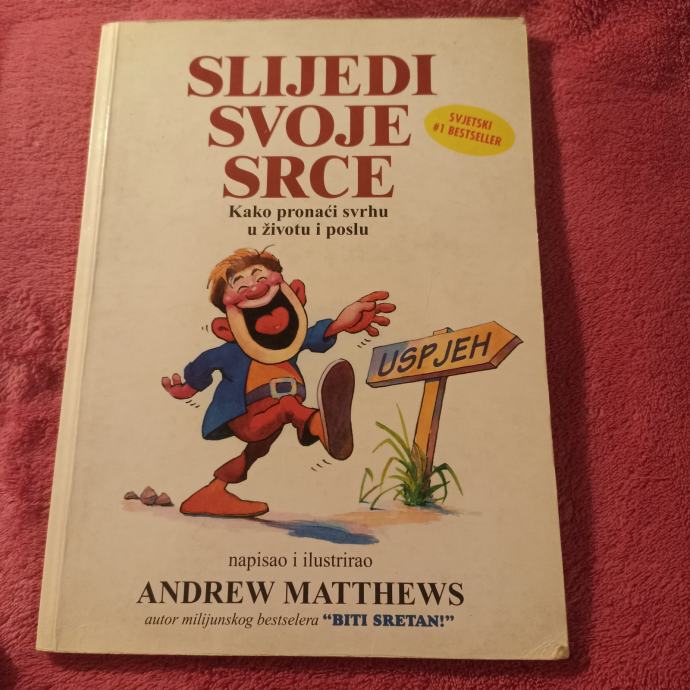 SLIJEDI
SVOJE
SRCE
SVJETSKI
#1 BESTSELLER
Kako pronaći svrhu
u životu i poslu
USPJEH
napisao i ilustrirao
ANDREW MATTHEWS
autor milijunskog bestselera "BITI SRETAN!"